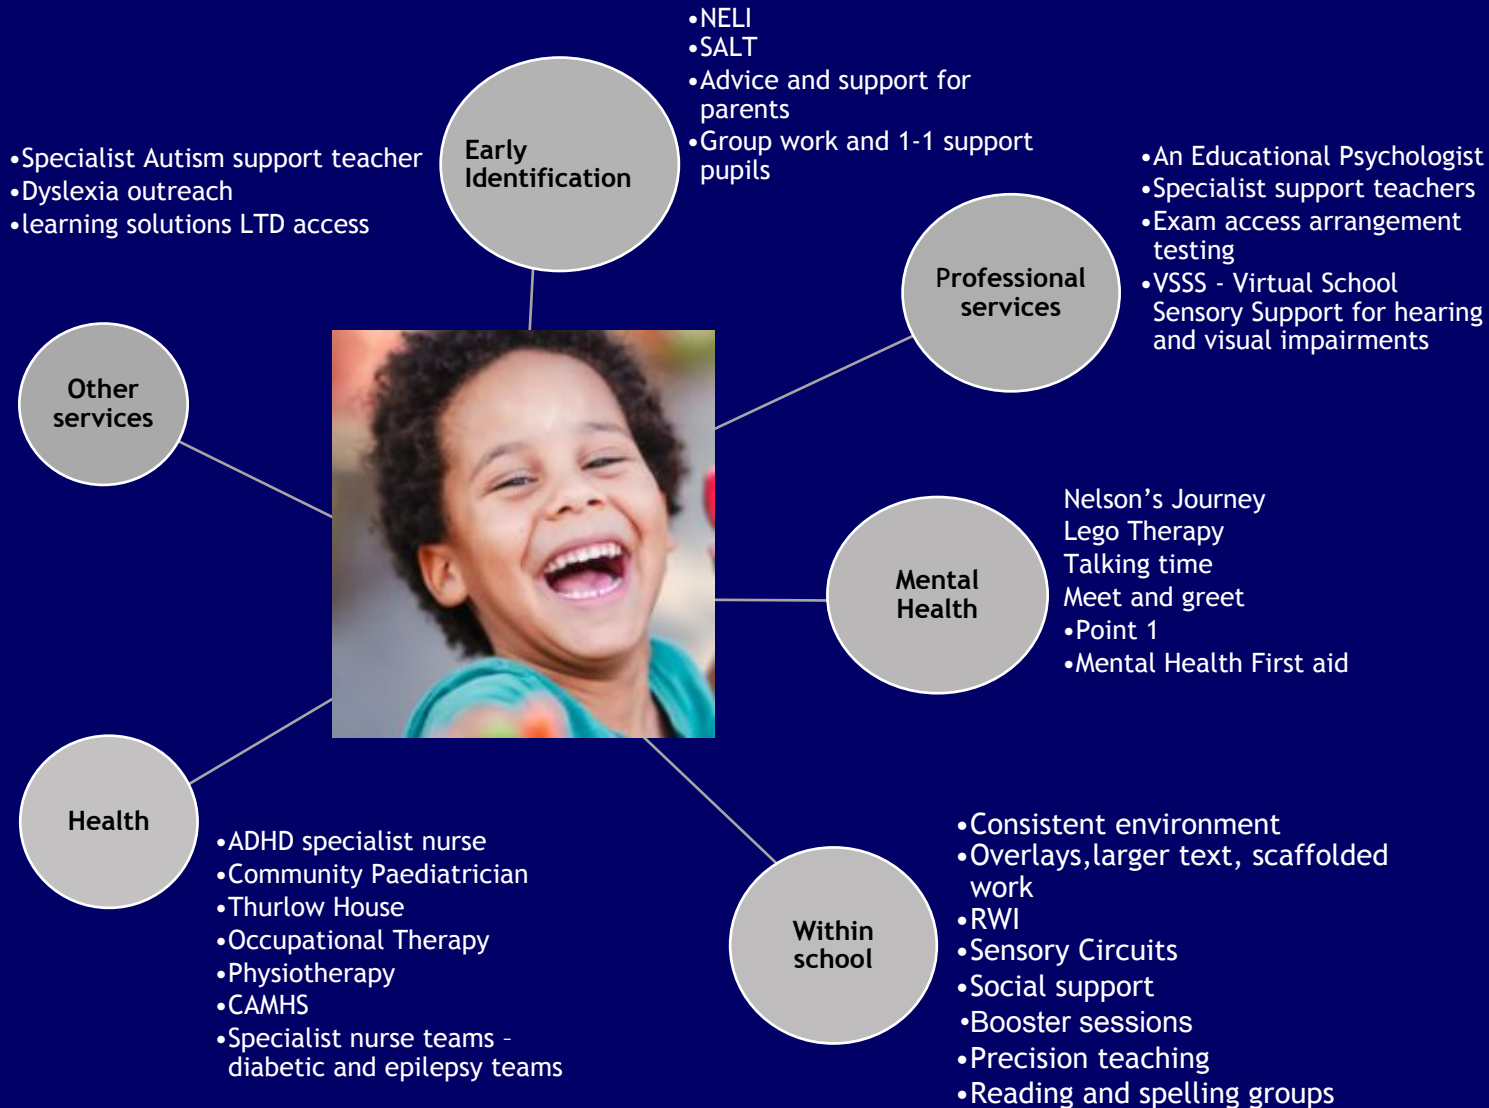 Early
Identification
•NELI
•SALT
•Advice and support for
parents
•Group work and 1-1 support
pupils
Professional
services
•An Educational Psychologist
•Specialist support teachers
•Exam access arrangement
testing
•VSSS - Virtual School
Sensory Support for hearing
and visual impairments
Mental
Health
Nelson’s Journey
Lego Therapy
Talking time
Meet and greet
•Point 1
•Mental Health First aid
Within
school
•Consistent environment
•Overlays,larger text, scaffolded
work
•RWI
•Sensory Circuits
•Social support
•Booster sessions
•Precision teaching
•Reading and spelling groups
Health
•ADHD specialist nurse
•Community Paediatrician
•Thurlow House
•Occupational Therapy
•Physiotherapy
•CAMHS
•Specialist nurse teams –
diabetic and epilepsy teams
Other
services
•Specialist Autism support teacher
•Dyslexia outreach
•learning solutions LTD access